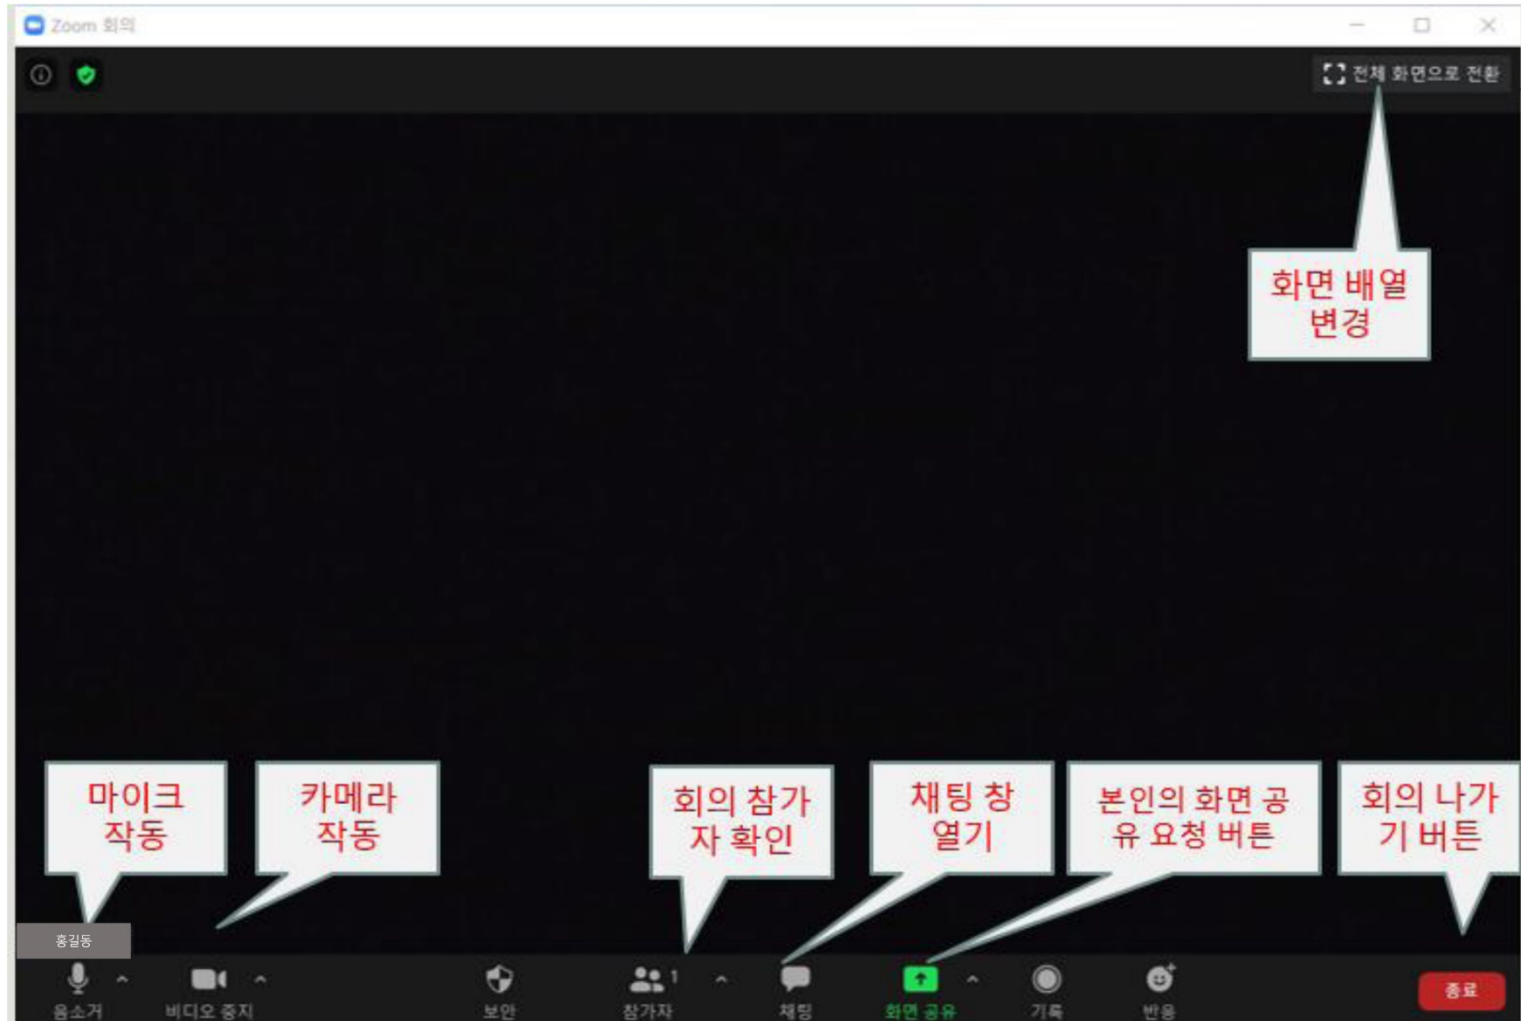 Zoom 회의
전체 화면으로 전환
화면 배열
변경
마이크
작동
카메라
작동
회의 참가
자 확인
채팅 창
열기
본인의 화면 공
유 요청 버튼
회의 나가
기 버튼
홍길동
음소거
비디오 중지
보안
1
참가자
채팅
화면 공유
기록
반응
종료